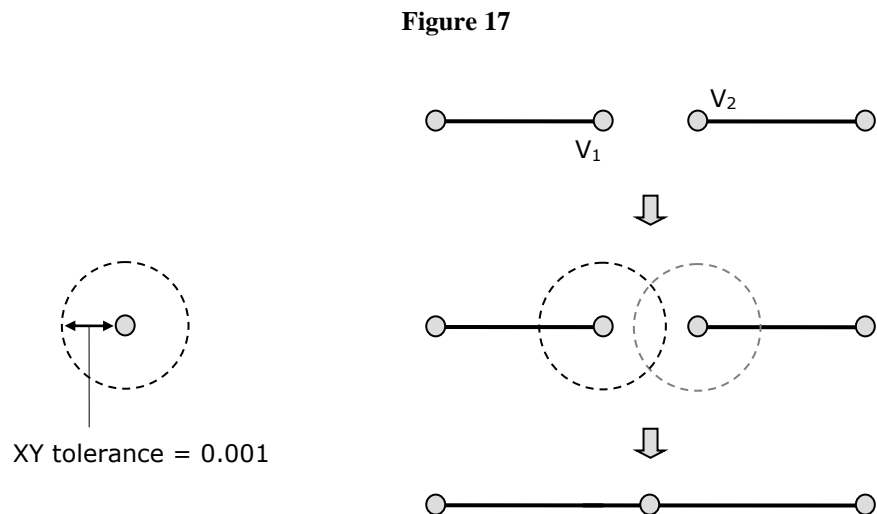 Figure 17
V₂
V₁
XY tolerance = 0.001